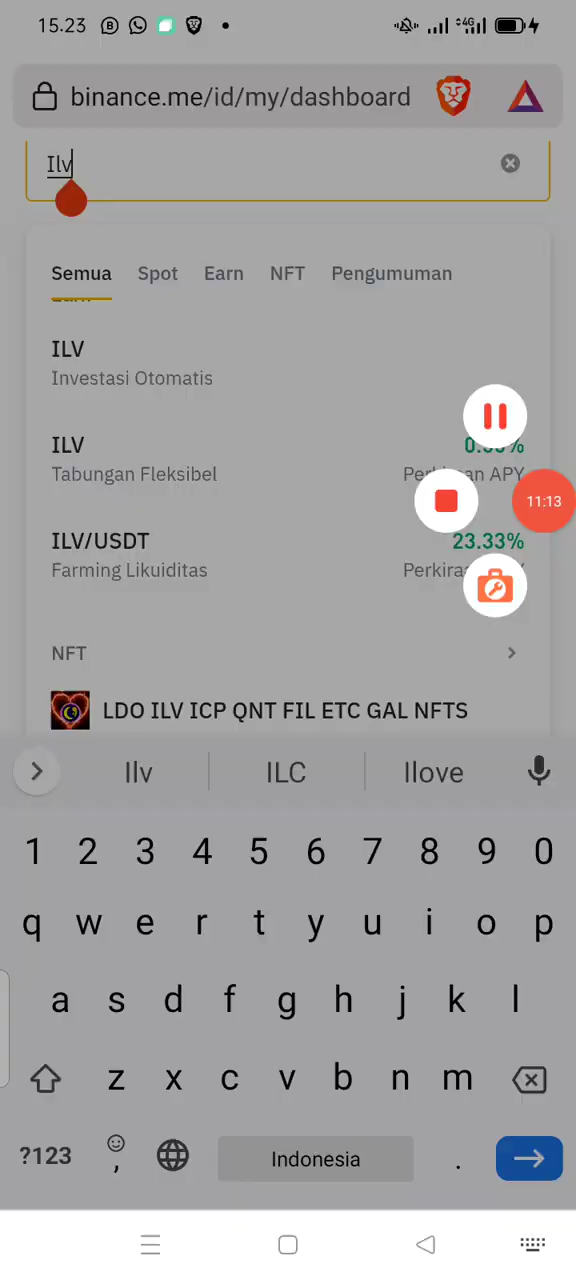 15.23
4G
binance.me/id/my/dashboard
Ilv
Semua Spot Earn NFT Pengumuman
ILV
Investasi Otomatis
ILV
Tabungan Fleksibel
11:13
ILV/USDT 23.33%
Farming Likuiditas
NFT
LDO ILV ICP QNT FIL ETC GAL NFTS
Ilv ILC Ilove
1 2 3 4 5 6 7 8 9 0
q w e r t y u i o p
a s d f g h j k l
z x c v b n m
?123 , Indonesia .